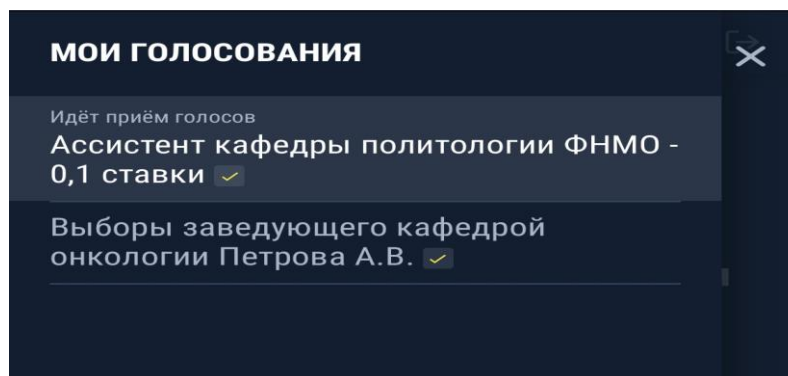 МОИ ГОЛОСОВАНИЯ
Идёт приём голосов
Ассистент кафедры политологии ФНМО -
0,1 ставки
Выборы заведующего кафедрой
онкологии Петрова А.В.